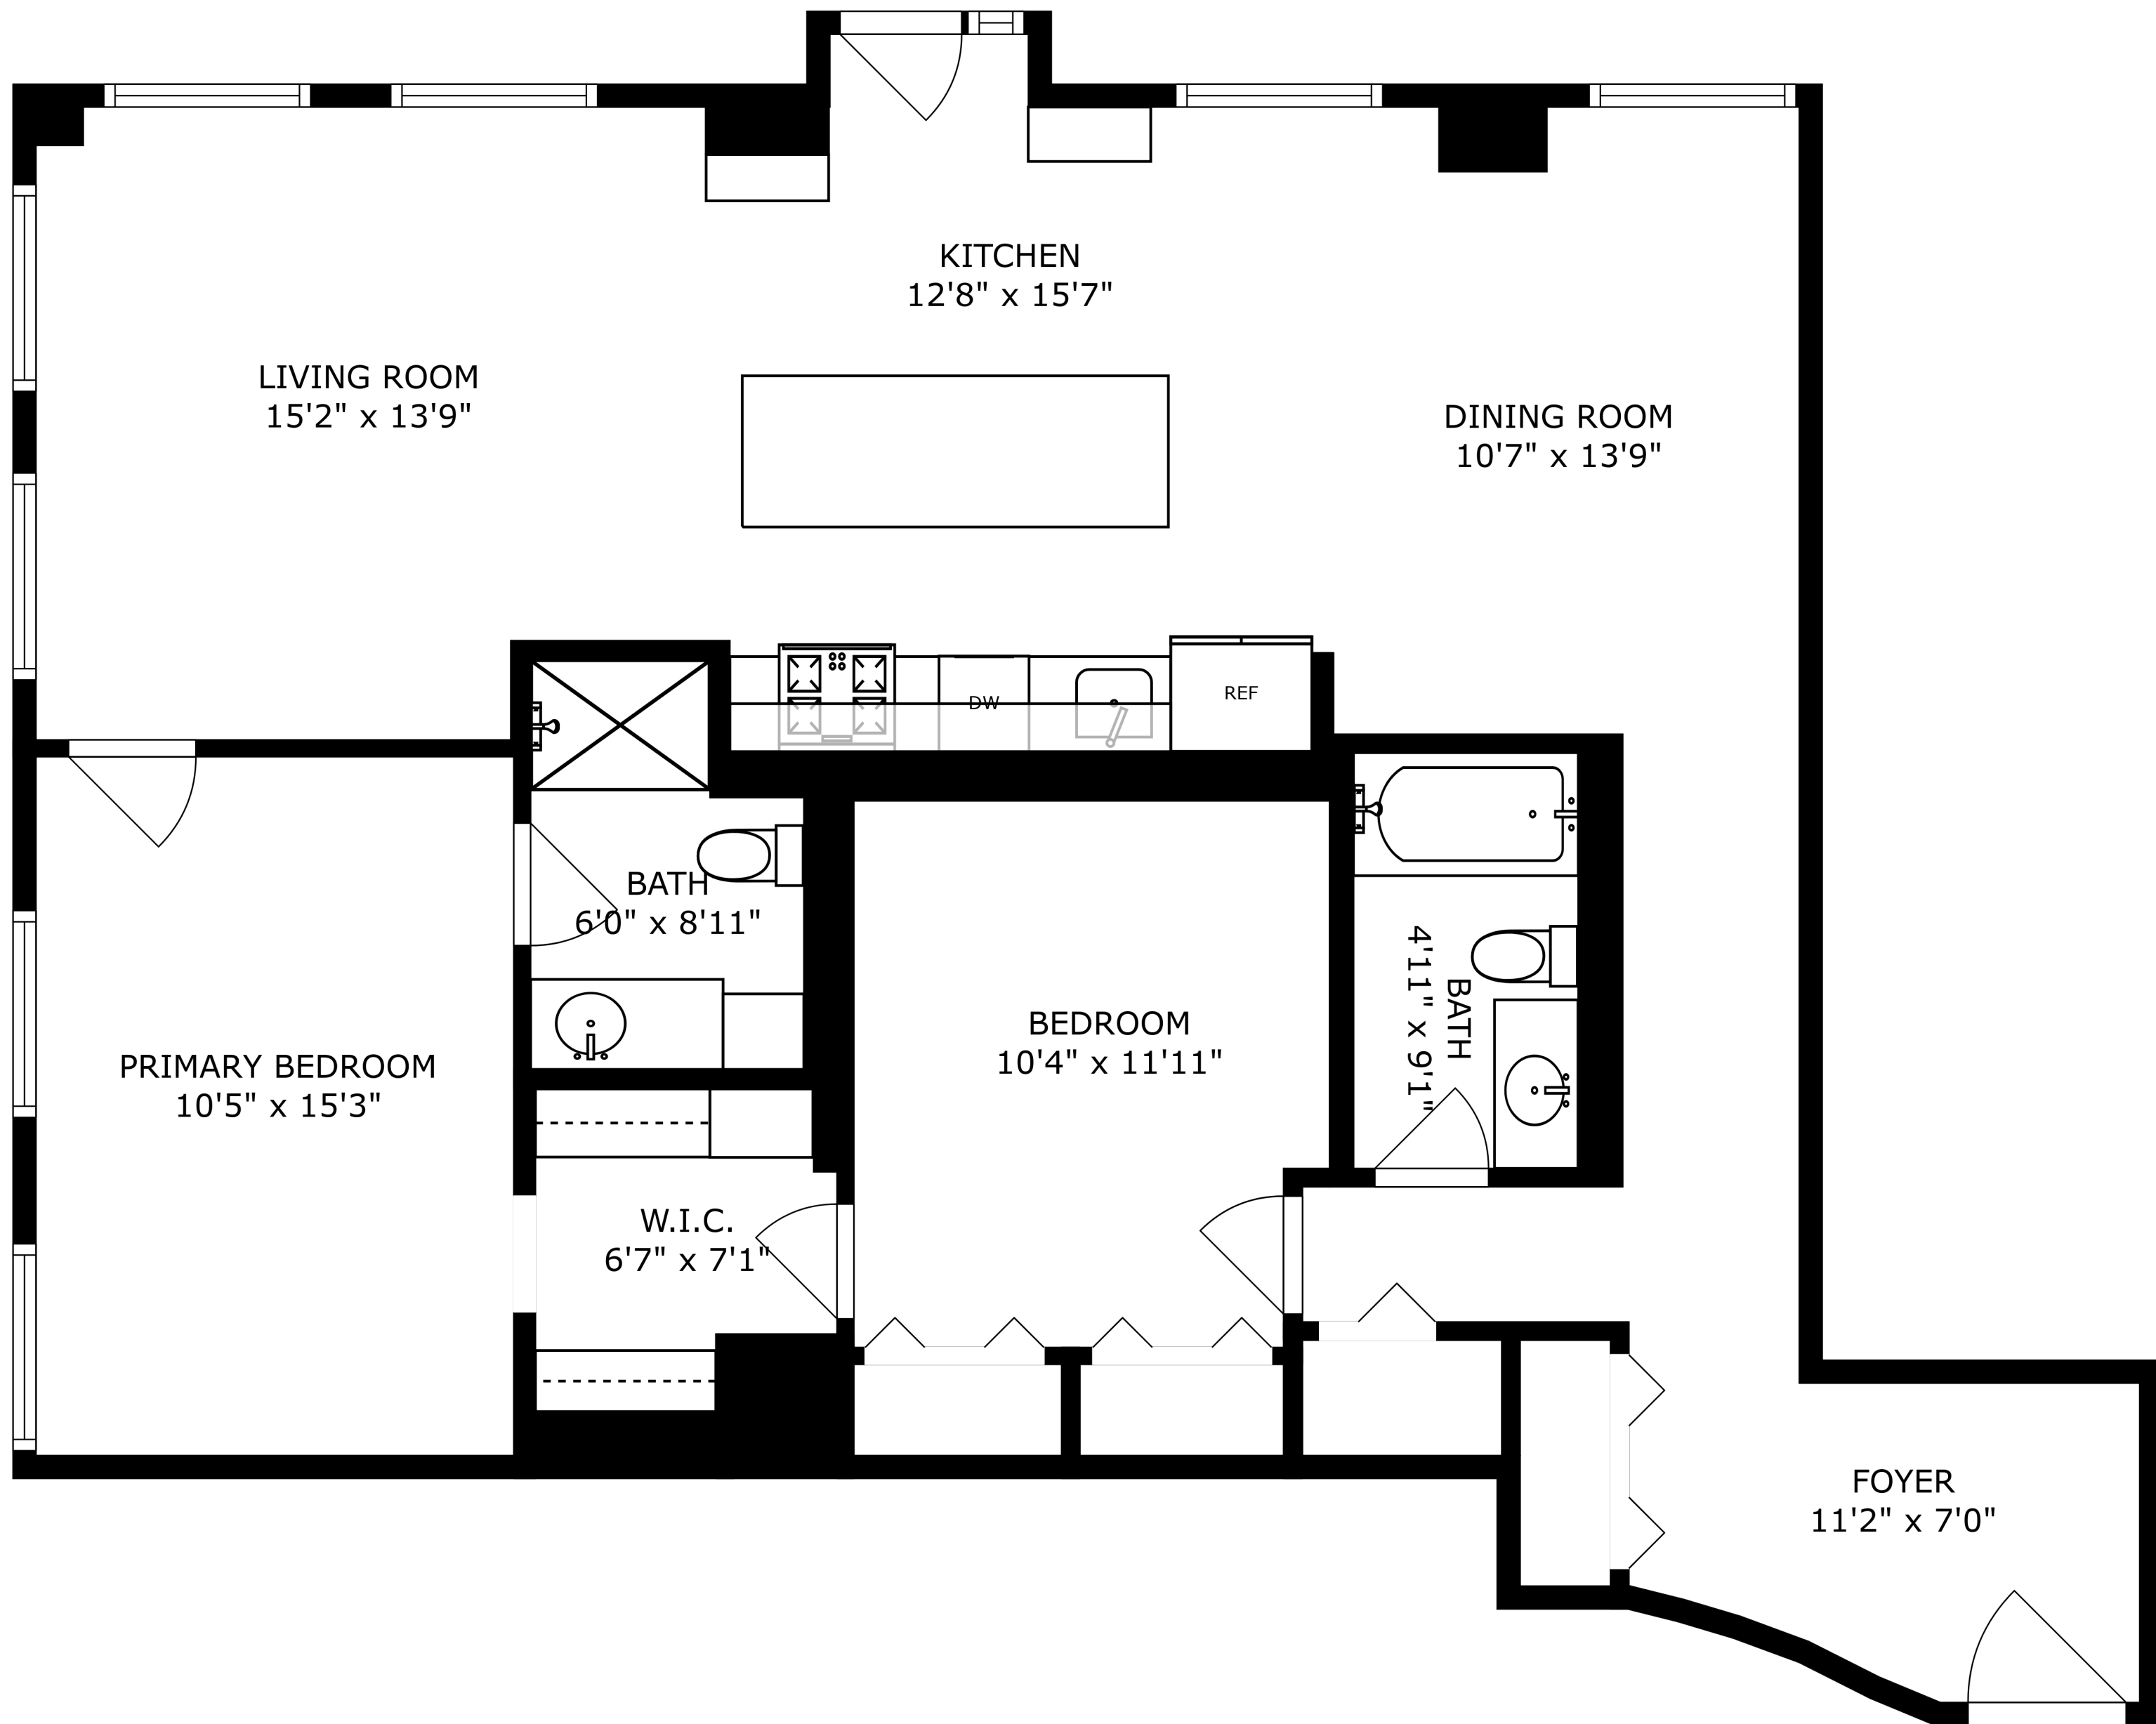 KITCHEN
12'8" x 15'7"
LIVING ROOM
15'2" x 13'9"
DINING ROOM
10'7" x 13'9"
DW
REF
BATH
6'0" x 8'11"
BATH
4'11" x 9'1"
BEDROOM
10'4" x 11'11"
PRIMARY BEDROOM
10'5" x 15'3"
W.I.C.
6'7" x 7'1"
FOYER
11'2" x 7'0"